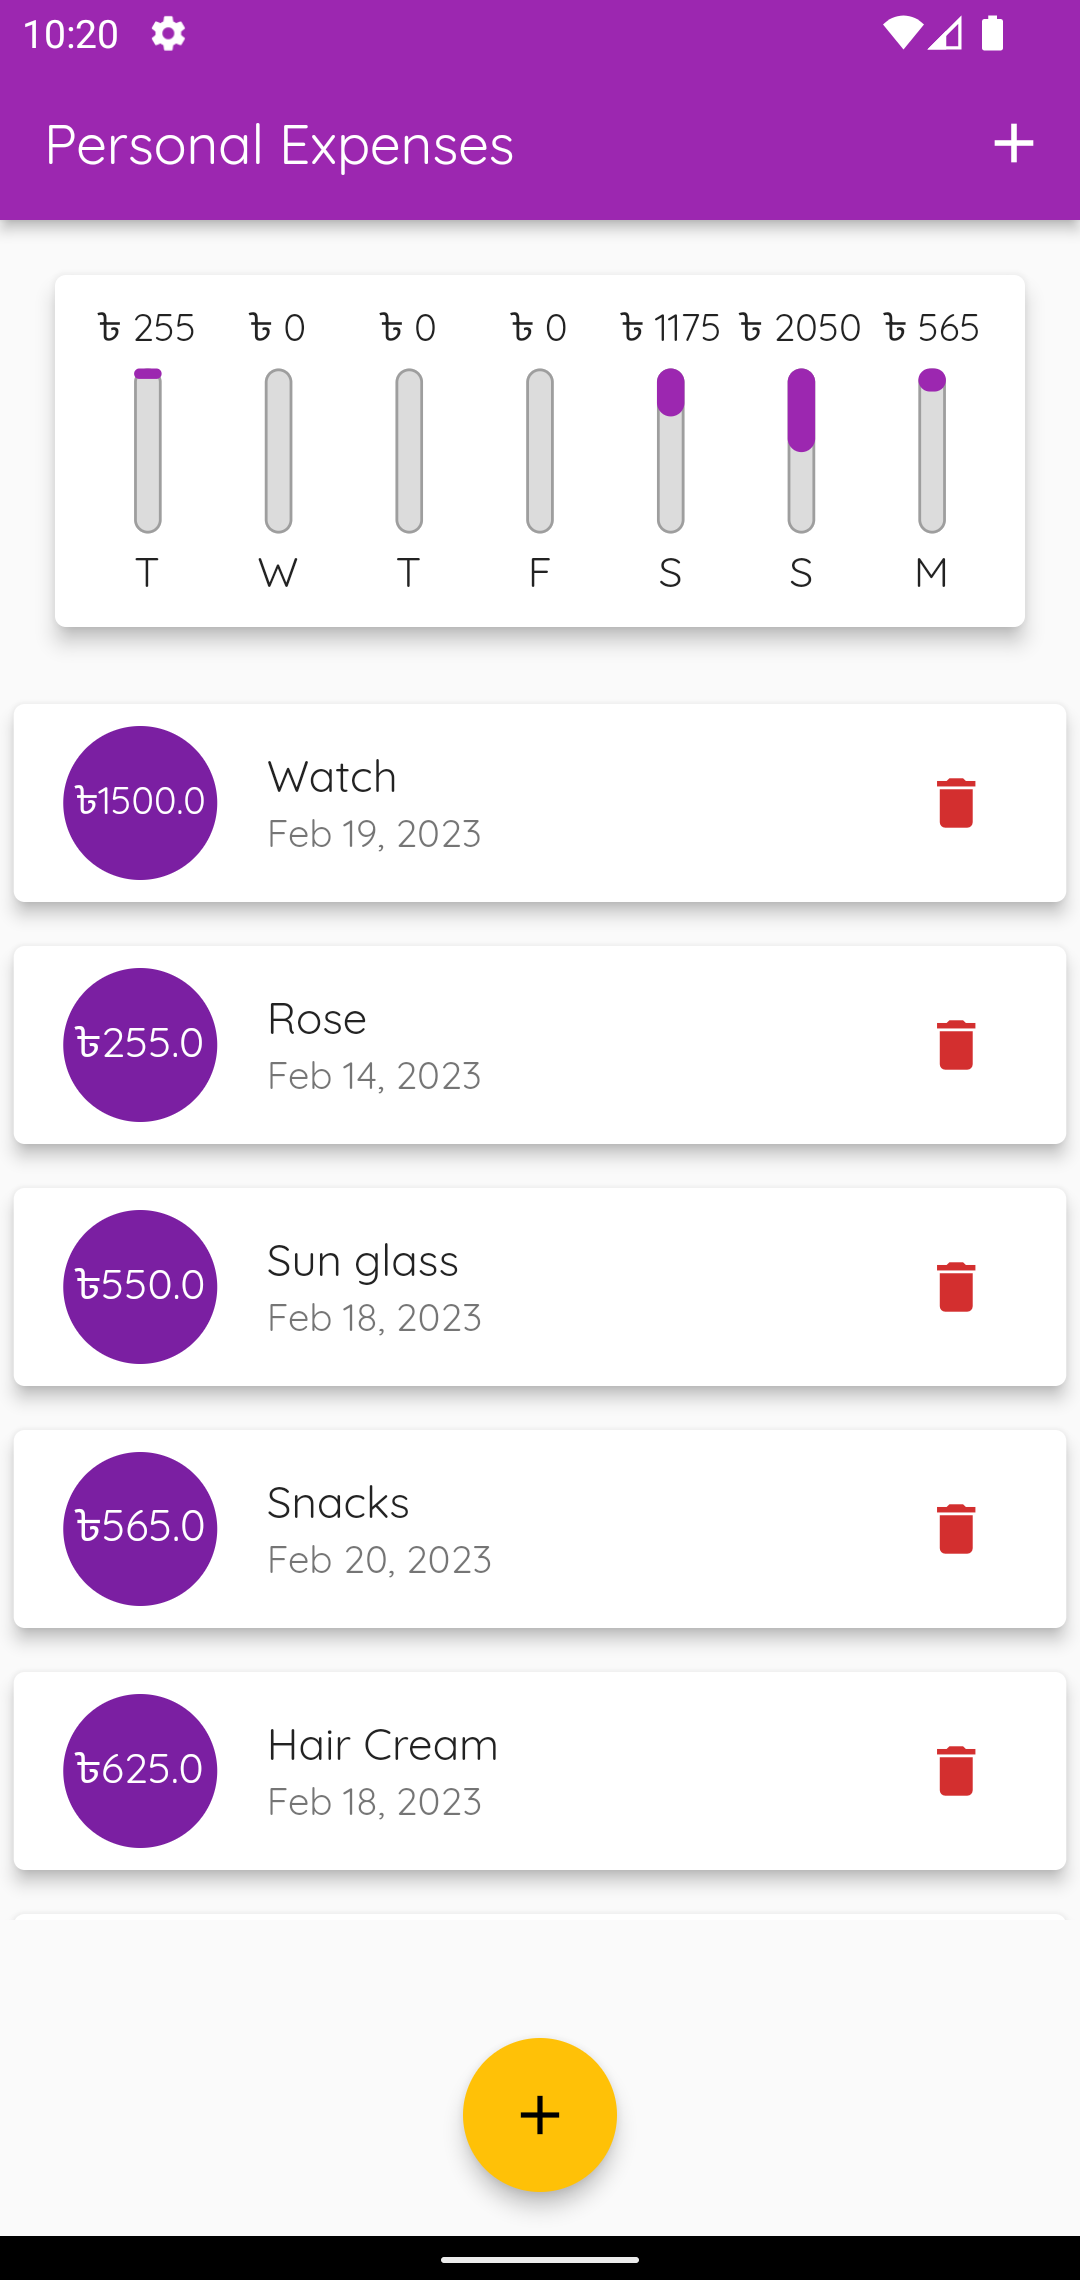 10:20
Personal Expenses
৳ 255 ৳ 0 ৳ 0 ৳ 0 ৳ 1175 ৳ 2050 ৳ 565
T W T F S S M
৳1500.0
Watch
Feb 19, 2023
৳255.0
Rose
Feb 14, 2023
৳550.0
Sun glass
Feb 18, 2023
৳565.0
Snacks
Feb 20, 2023
৳625.0
Hair Cream
Feb 18, 2023